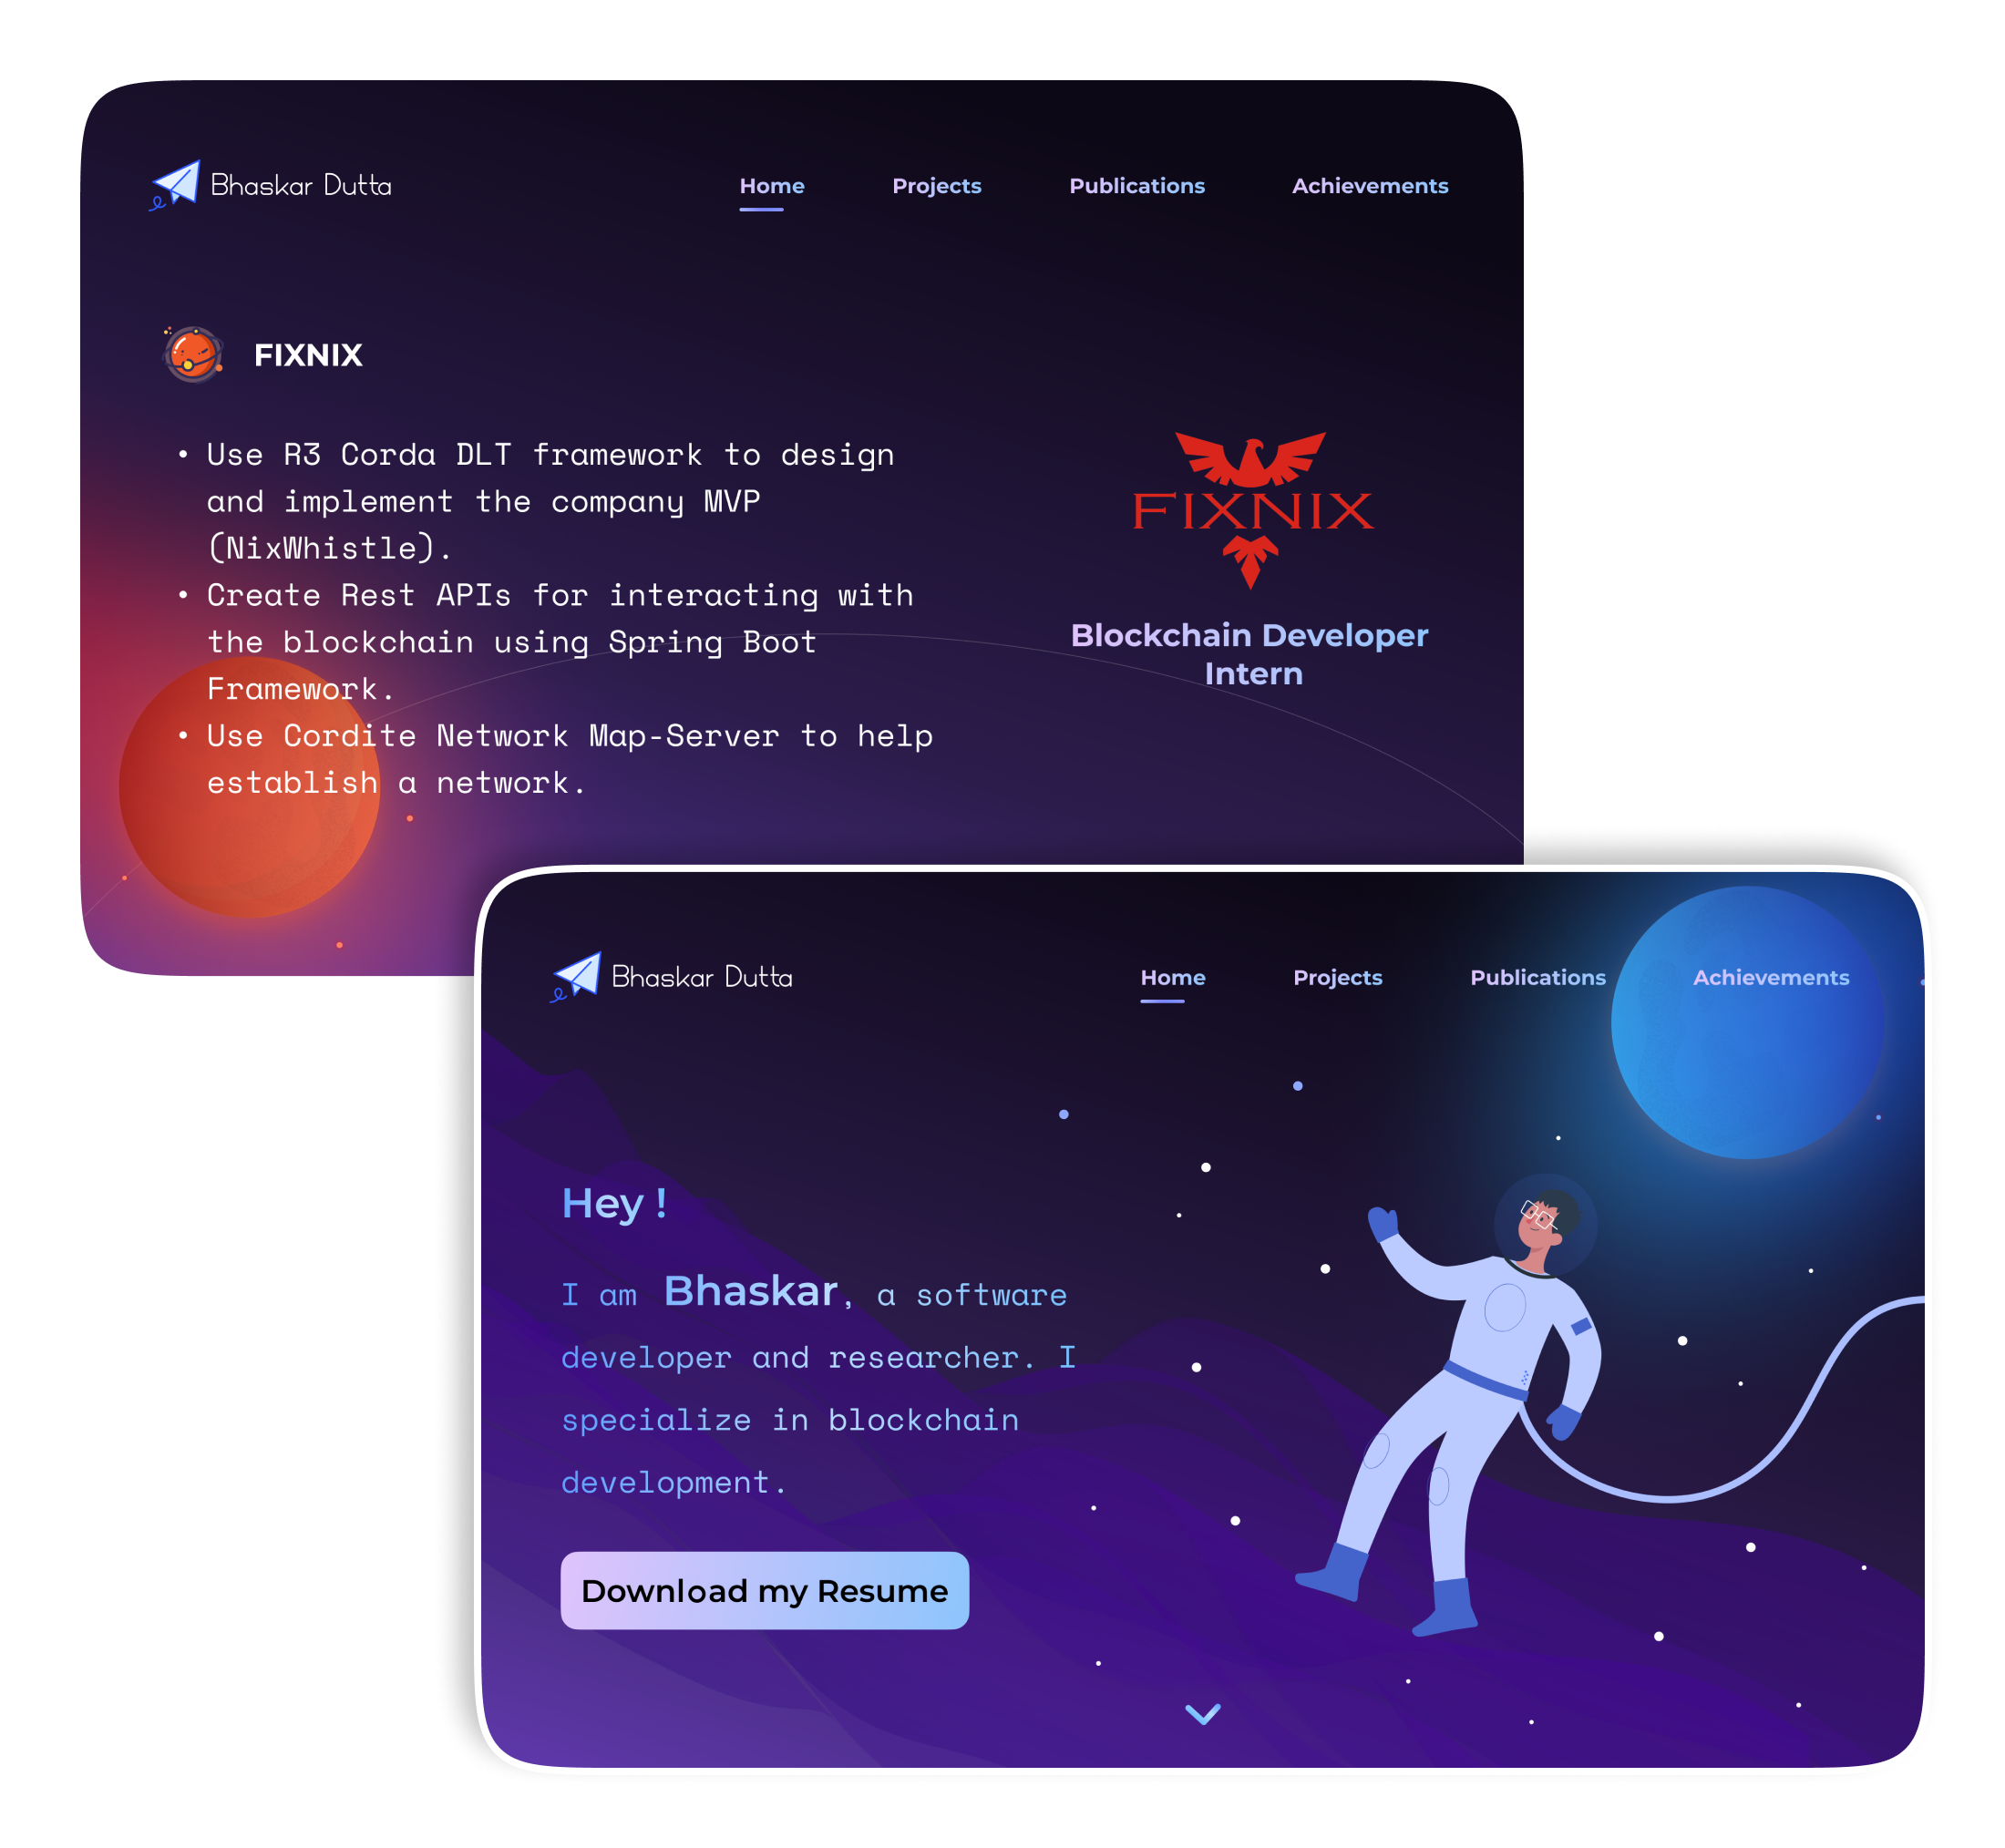 Bhaskar Dutta
Home Projects Publications Achievements
FIXNIX
• Use R3 Corda DLT framework to design
and implement the company MVP
(NixWhistle).
• Create Rest APIs for interacting with
the blockchain using Spring Boot
Framework.
• Use Cordite Network Map-Server to help
establish a network.
FIXNIX
Blockchain Developer
Intern
Bhaskar Dutta
Home Projects Publications Achievements
Hey !
I am Bhaskar, a software
developer and researcher. I
specialize in blockchain
development.
Download my Resume